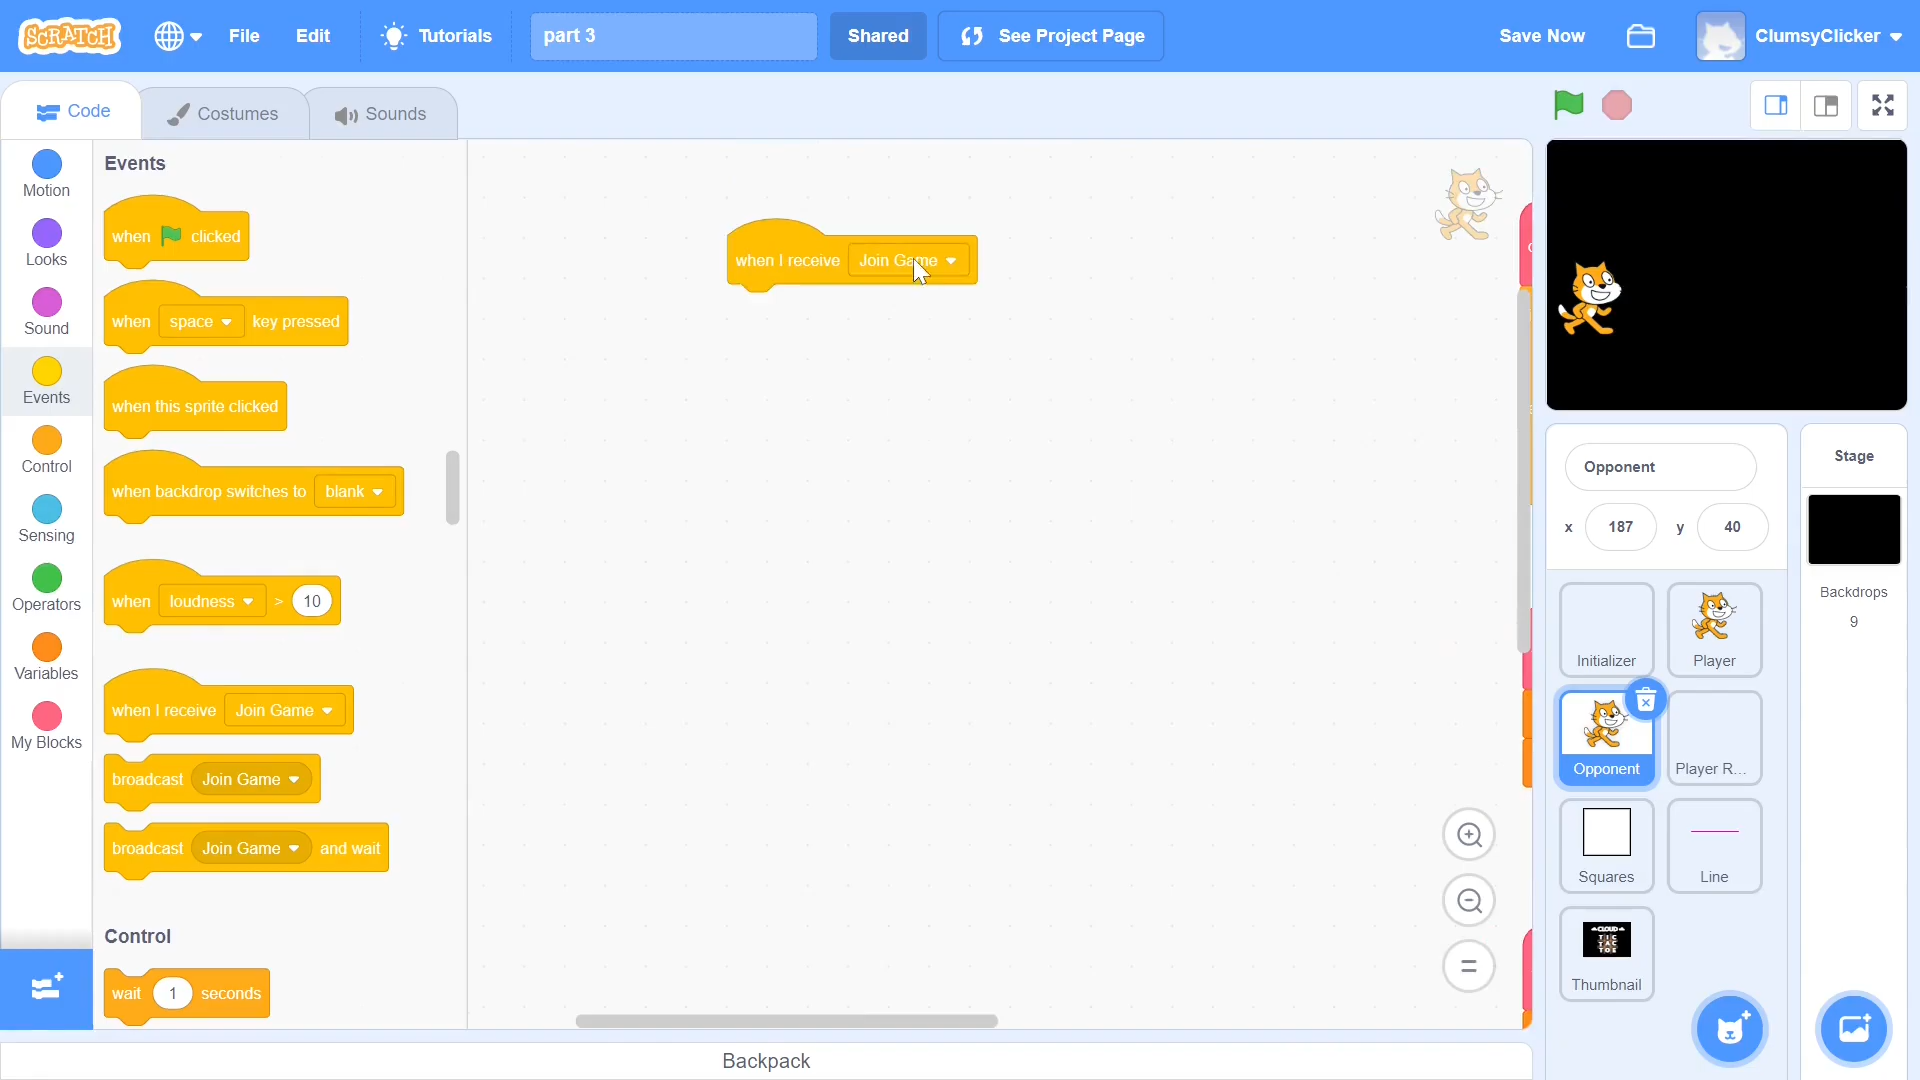 SCRATCH File Edit Tutorials part 3 Shared See Project Page Save Now ClumsyClicker
Code Costumes Sounds
Motion
Looks
Sound
Events
Control
Sensing
Operators
Variables
My Blocks
Events
when clicked
when space key pressed
when this sprite clicked
when backdrop switches to blank
when loudness > 10
when I receive Join Game
broadcast Join Game
broadcast Join Game and wait
Control
wait 1 seconds
when I receive Join Game
Backpack
Opponent
x 187 y 40
Initializer Player
Opponent Player R...
Squares Line
CLOUD
TIC
TAC
TOE
Thumbnail
Stage
Backdrops
9